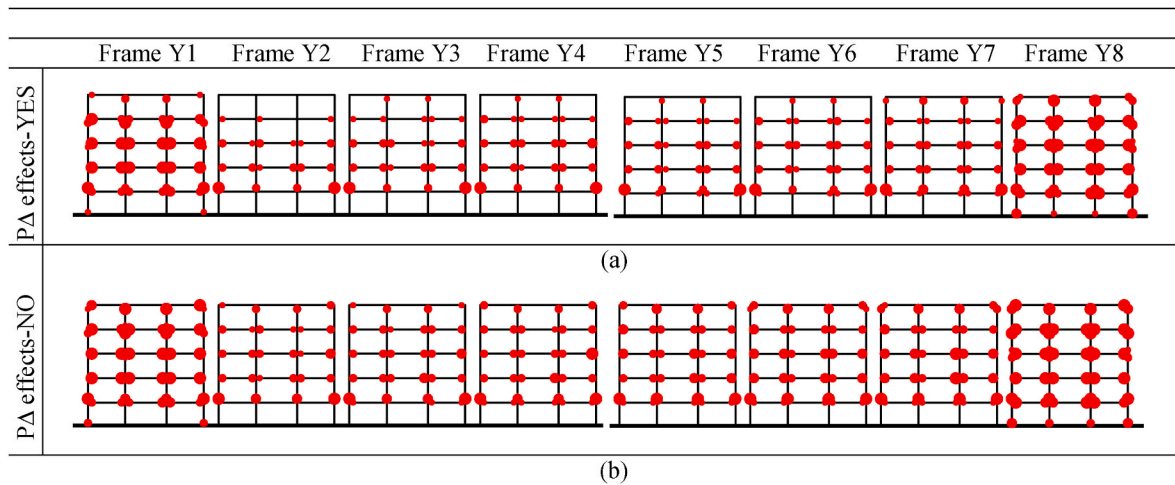 Frame Y1 Frame Y2 Frame Y3 Frame Y4 Frame Y5 Frame Y6 Frame Y7 Frame Y8
PΔ effects-YES
(a)
PΔ effects-NO
(b)